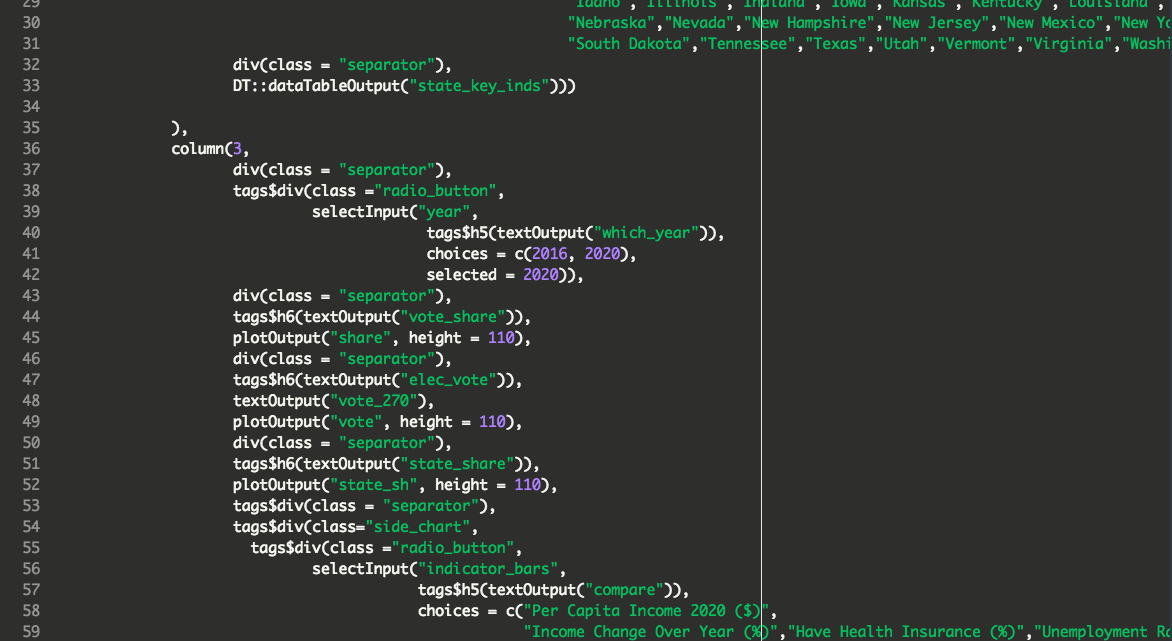 29 "Idaho", "Illinois", "Indiana", "Iowa", "Kansas", "Kentucky", "Louisiana",
30 "Nebraska","Nevada","New Hampshire","New Jersey","New Mexico","New Yo
31 "South Dakota","Tennessee","Texas","Utah","Vermont","Virginia","Washi
32 div(class = "separator"),
33 DT::dataTableOutput("state_key_inds")))
34
35 ),
36 column(3,
37 div(class = "separator"),
38 tags$div(class ="radio_button",
39 selectInput("year",
40 tags$h5(textOutput("which_year")),
41 choices = c(2016, 2020),
42 selected = 2020)),
43 div(class = "separator"),
44 tags$h6(textOutput("vote_share")),
45 plotOutput("share", height = 110),
46 div(class = "separator"),
47 tags$h6(textOutput("elec_vote")),
48 textOutput("vote_270"),
49 plotOutput("vote", height = 110),
50 div(class = "separator"),
51 tags$h6(textOutput("state_share")),
52 plotOutput("state_sh", height = 110),
53 tags$div(class = "separator"),
54 tags$div(class="side_chart",
55 tags$div(class ="radio_button",
56 selectInput("indicator_bars",
57 tags$h5(textOutput("compare")),
58 choices = c("Per Capita Income 2020 ($)",
59 "Income Change Over Year (%)","Have Health Insurance (%)","Unemployment Ra